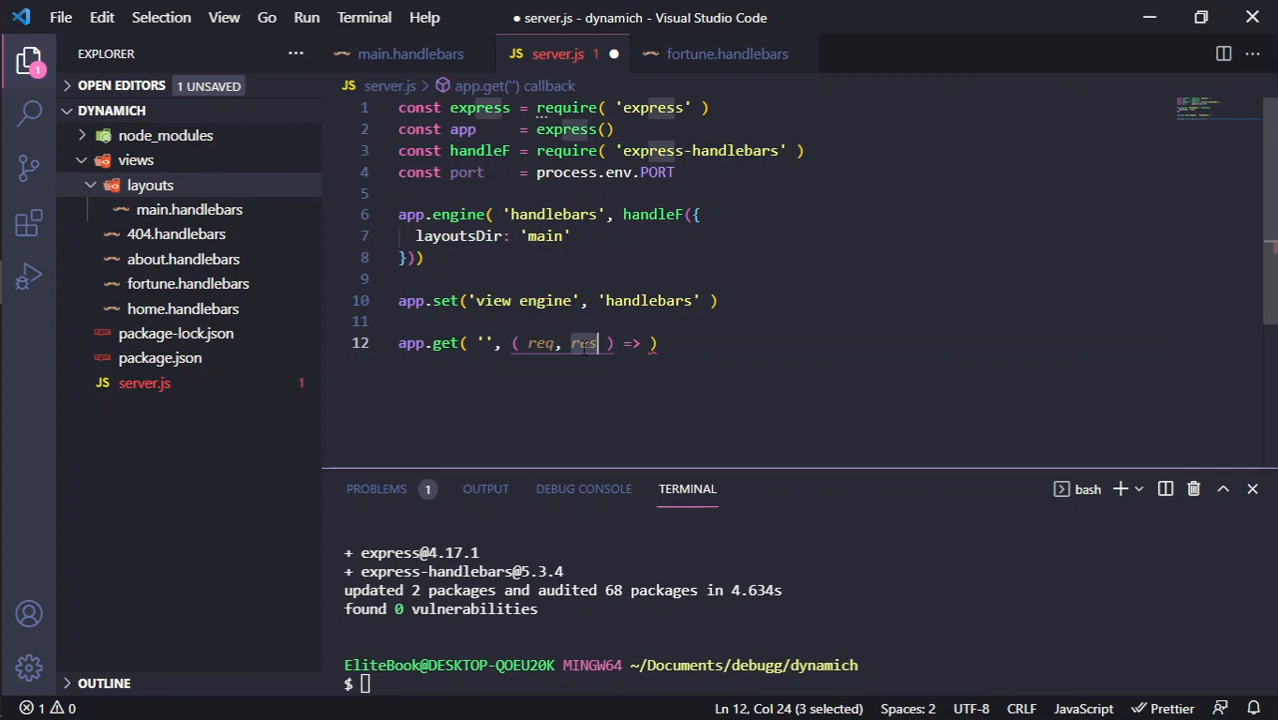 File Edit Selection View Go Run Terminal Help ● server.js - dynamich - Visual Studio Code
EXPLORER ···
main.handlebars JS server.js 1 ● fortune.handlebars ···
1
OPEN EDITORS 1 UNSAVED
JS server.js > app.get('') callback
DYNAMICH
node_modules
views
layouts
main.handlebars
404.handlebars
about.handlebars
fortune.handlebars
home.handlebars
package-lock.json
package.json
JS server.js 1
OUTLINE
1 const express = require( 'express' )
2 const app = express()
3 const handleF = require( 'express-handlebars' )
4 const port = process.env.PORT
5
6 app.engine( 'handlebars', handleF({
7 layoutsDir: 'main'
8 }))
9
10 app.set('view engine', 'handlebars' )
11
12 app.get( '', ( req, res ) => )
PROBLEMS 1 OUTPUT DEBUG CONSOLE TERMINAL bash
+ express@4.17.1
+ express-handlebars@5.3.4
updated 2 packages and audited 68 packages in 4.634s
found 0 vulnerabilities
EliteBook@DESKTOP-QOEU20K MINGW64 ~/Documents/debugg/dynamich
$
1 0 Ln 12, Col 24 (3 selected) Spaces: 2 UTF-8 CRLF JavaScript Prettier